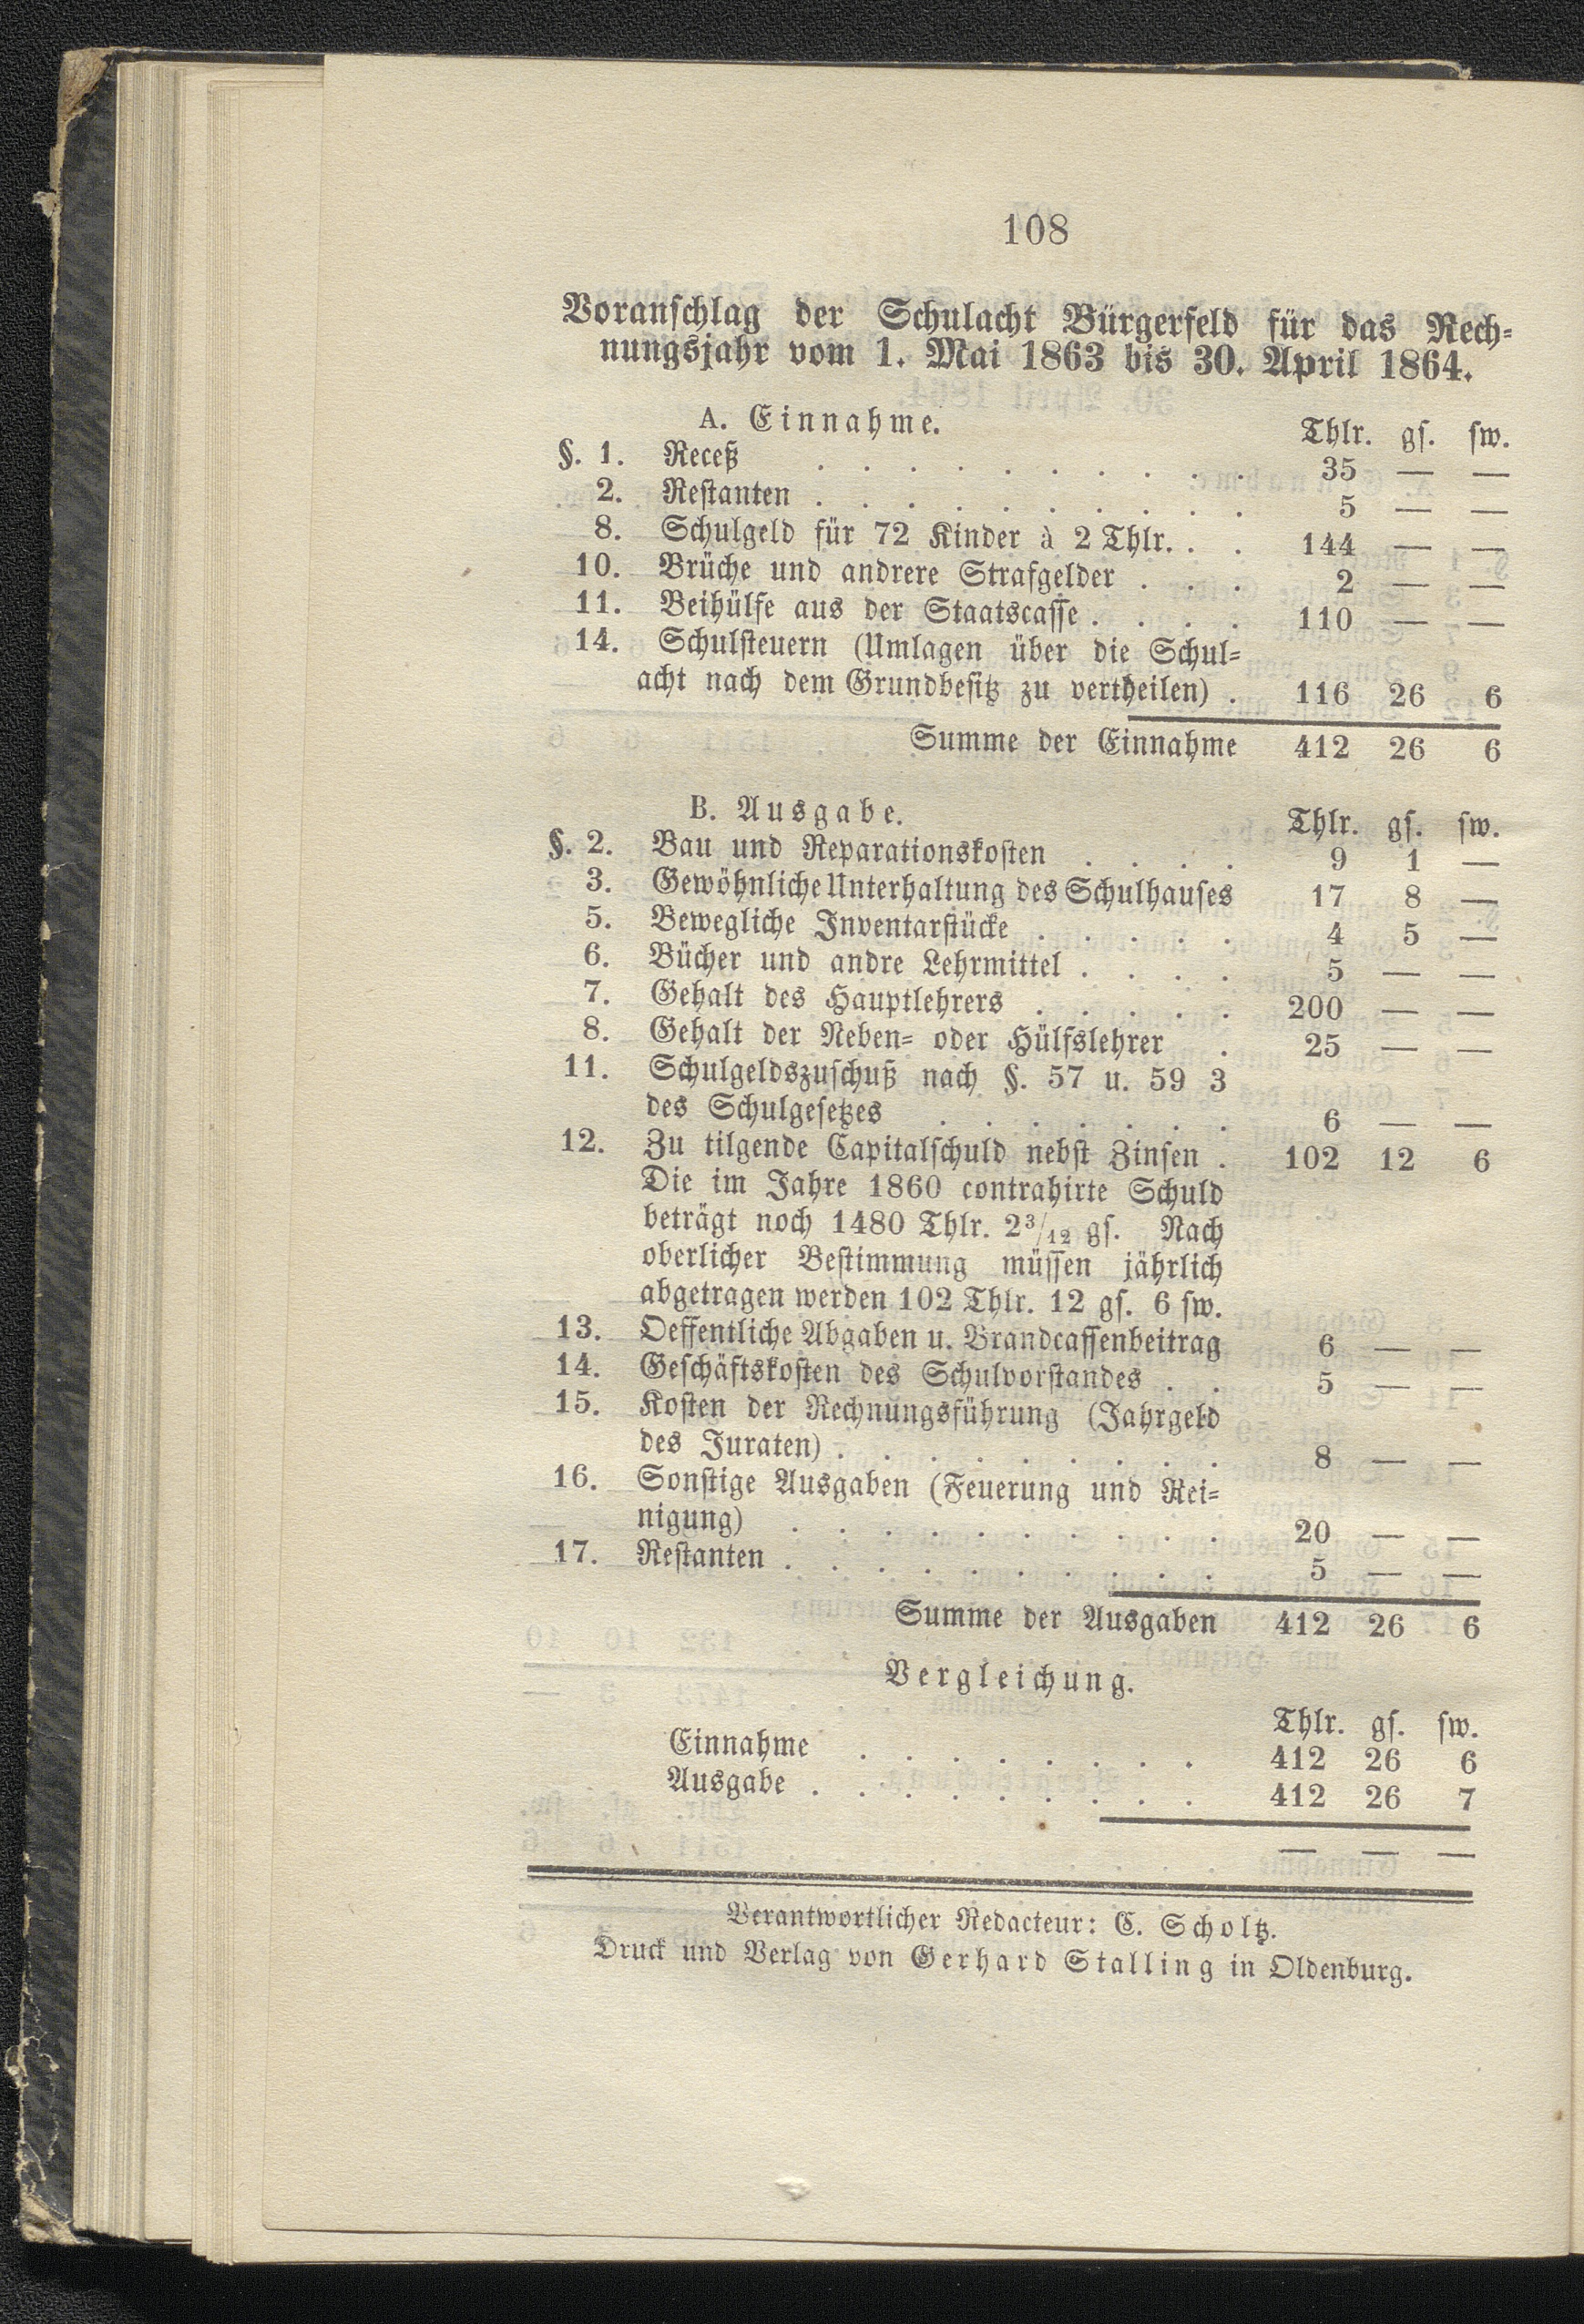 108
Voranschlag der Schulacht Bürgerfeld für das Rech-
nungsjahr vom 1. Mai 1863 bis 30. April 1864.
A. Einnahme. Thlr. gs. sw.
§. 1. Receß . . . . . . . . . . 35 — —
2. Restanten . . . . . . . . . . 5 — —
8. Schulgeld für 72 Kinder à 2 Thlr. . . 144 — —
10. Brüche und andrere Strafgelder . . . 2 — —
11. Beihülfe aus der Staatscasse . . . . 110 — —
14. Schulsteuern (Umlagen über die Schul-
acht nach dem Grundbesitz zu vertheilen) . 116 26 6
Summe der Einnahme 412 26 6
B. Ausgabe. Thlr. gs. sw.
§. 2. Bau und Reparationskosten . . . . 9 1 —
3. Gewöhnliche Unterhaltung des Schulhauses 17 8 —
5. Bewegliche Inventarstücke . . . . . 4 5 —
6. Bücher und andre Lehrmittel . . . . 5 — —
7. Gehalt des Hauptlehrers . . . . . 200 — —
8. Gehalt der Neben- oder Hülfslehrer . 25 — —
11. Schulgeldszuschuß nach §. 57 u. 59 3
des Schulgesetzes . . . . . . . 6 — —
12. Zu tilgende Capitalschuld nebst Zinsen . 102 12 6
Die im Jahre 1860 contrahirte Schuld
beträgt noch 1480 Thlr. 2 3/12 gs. Nach
oberlicher Bestimmung müssen jährlich
abgetragen werden 102 Thlr. 12 gs. 6 sw.
13. Oeffentliche Abgaben u. Brandcassenbeitrag 6 — —
14. Geschäftskosten des Schulvorstandes . . 5 — —
15. Kosten der Rechnungsführung (Jahrgeld
des Juraten) . . . . . . . . . 8 — —
16. Sonstige Ausgaben (Feuerung und Rei-
nigung) . . . . . . . . . . 20 — —
17. Restanten . . . . . . . . . . 5 — —
Summe der Ausgaben 412 26 6
Vergleichung.
Thlr. gs. sw.
Einnahme . . . . . . . . 412 26 6
Ausgabe . . . . . . . . . 412 26 7
— — —
Verantwortlicher Redacteur: C. Scholtz.
Druck und Verlag von Gerhard Stalling in Oldenburg.